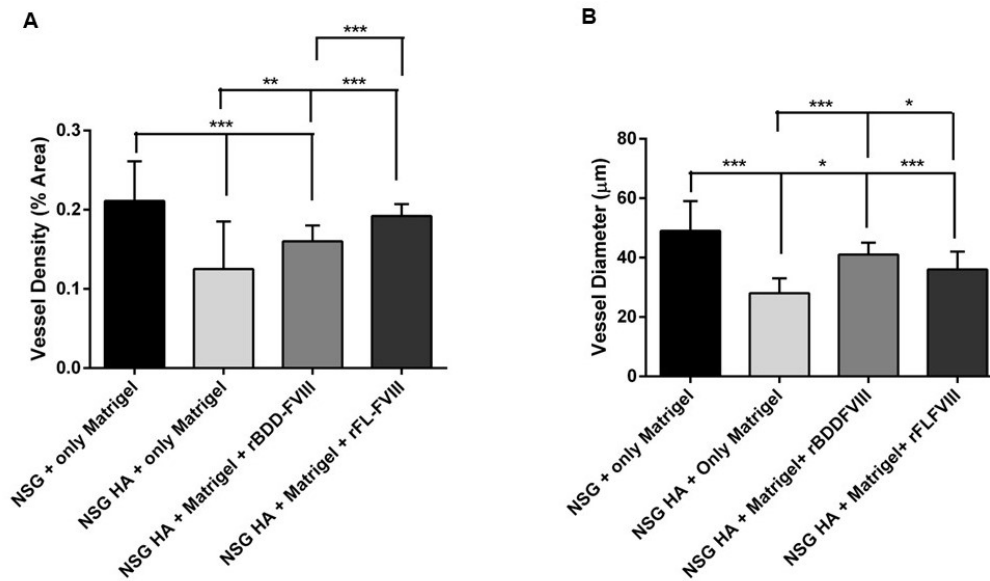 A
***
**
***
***
Vessel Density (% Area)
0.3
0.2
0.1
0.0
NSG + only Matrigel
NSG HA + only Matrigel
NSG HA + Matrigel + rBDD-FVIII
NSG HA + Matrigel + rFL-FVIII
B
***
*
***
*
***
Vessel Diameter (μm)
80
60
40
20
0
NSG + only Matrigel
NSG HA + Only Matrigel
NSG HA + Matrigel+ rBDDFVIII
NSG HA + Matrigel+ rFLFVIII